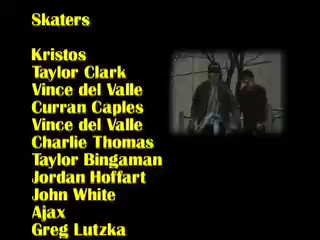 Skaters
Kristos
Taylor Clark
Vince del Valle
Curran Caples
Vince del Valle
Charlie Thomas
Taylor Bingaman
Jordan Hoffart
John White
Ajax
Greg Lutzka